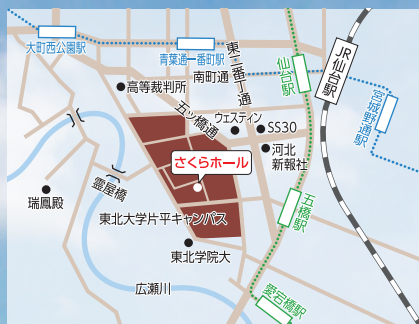 大町西公園駅
青葉通一番町駅
東二番丁通
南町通
仙台駅
JR仙台駅
宮城野通駅
高等裁判所
五ッ橋通
ウェスティン
SS30
河北
新報社
さくらホール
霊屋橋
瑞鳳殿
東北大学片平キャンパス
五橋駅
東北学院大
広瀬川
愛宕橋駅